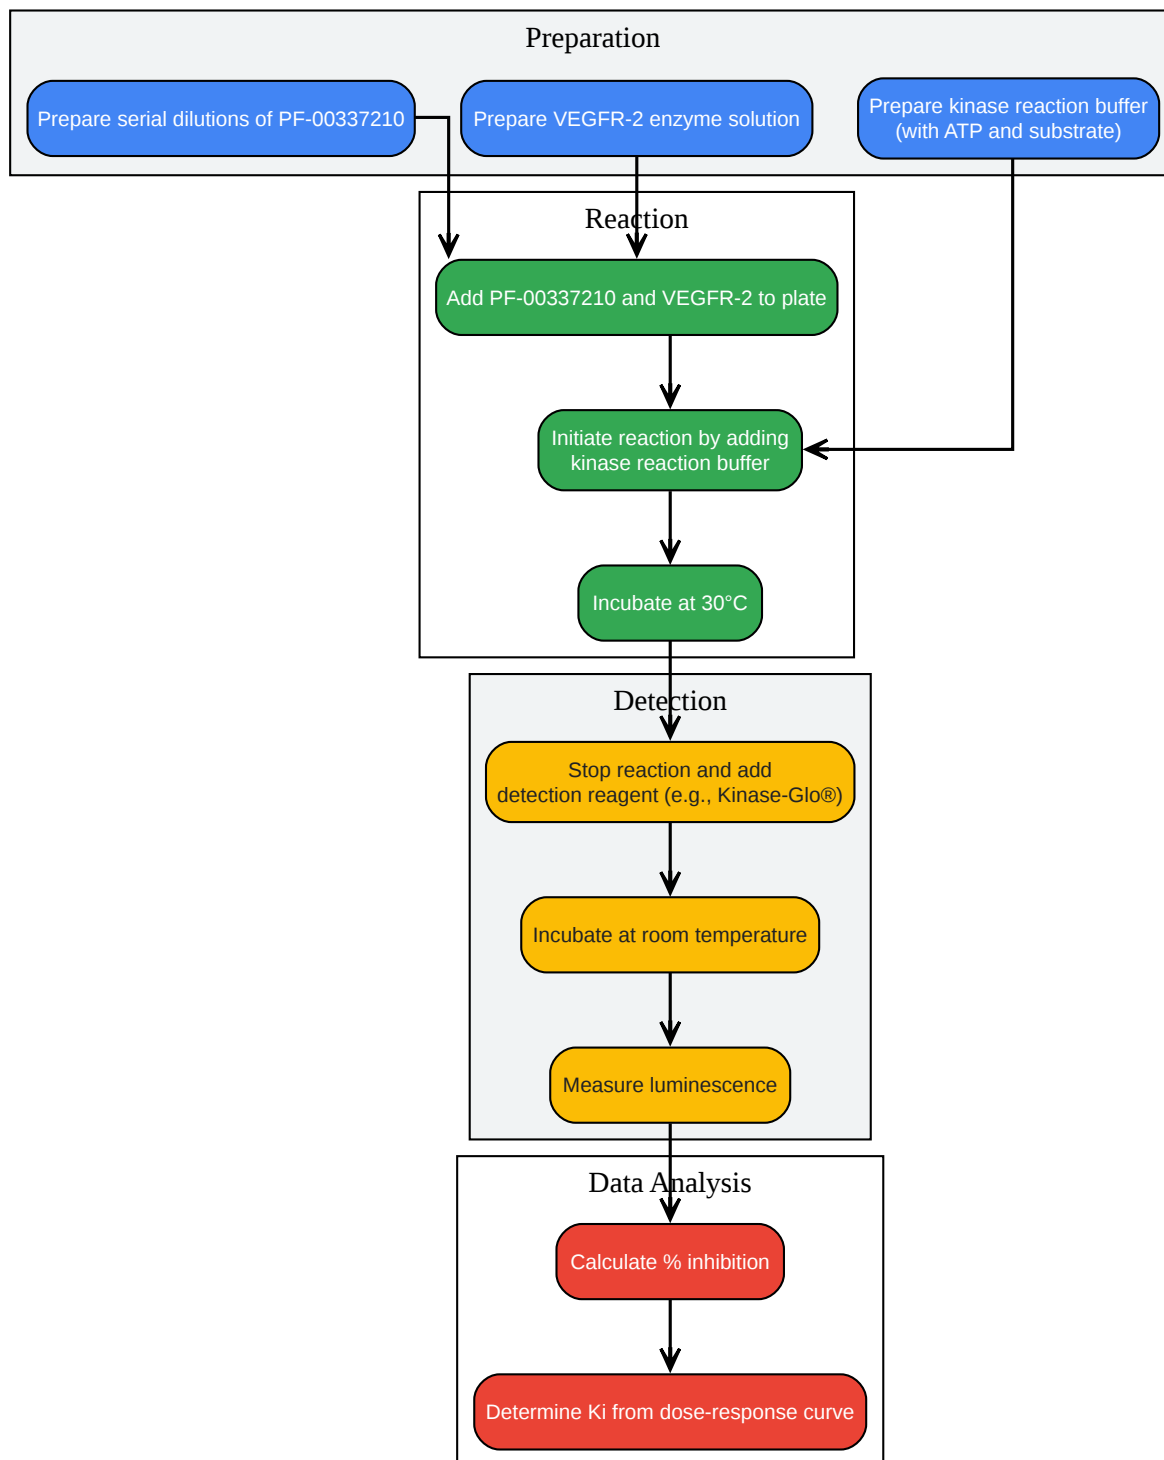 Preparation
Prepare serial dilutions of PF-00337210
Prepare VEGFR-2 enzyme solution
Prepare kinase reaction buffer
(with ATP and substrate)
Reaction
Add PF-00337210 and VEGFR-2 to plate
Initiate reaction by adding
kinase reaction buffer
Incubate at 30°C
Detection
Stop reaction and add
detection reagent (e.g., Kinase-Glo®)
Incubate at room temperature
Measure luminescence
Data Analysis
Calculate % inhibition
Determine Ki from dose-response curve